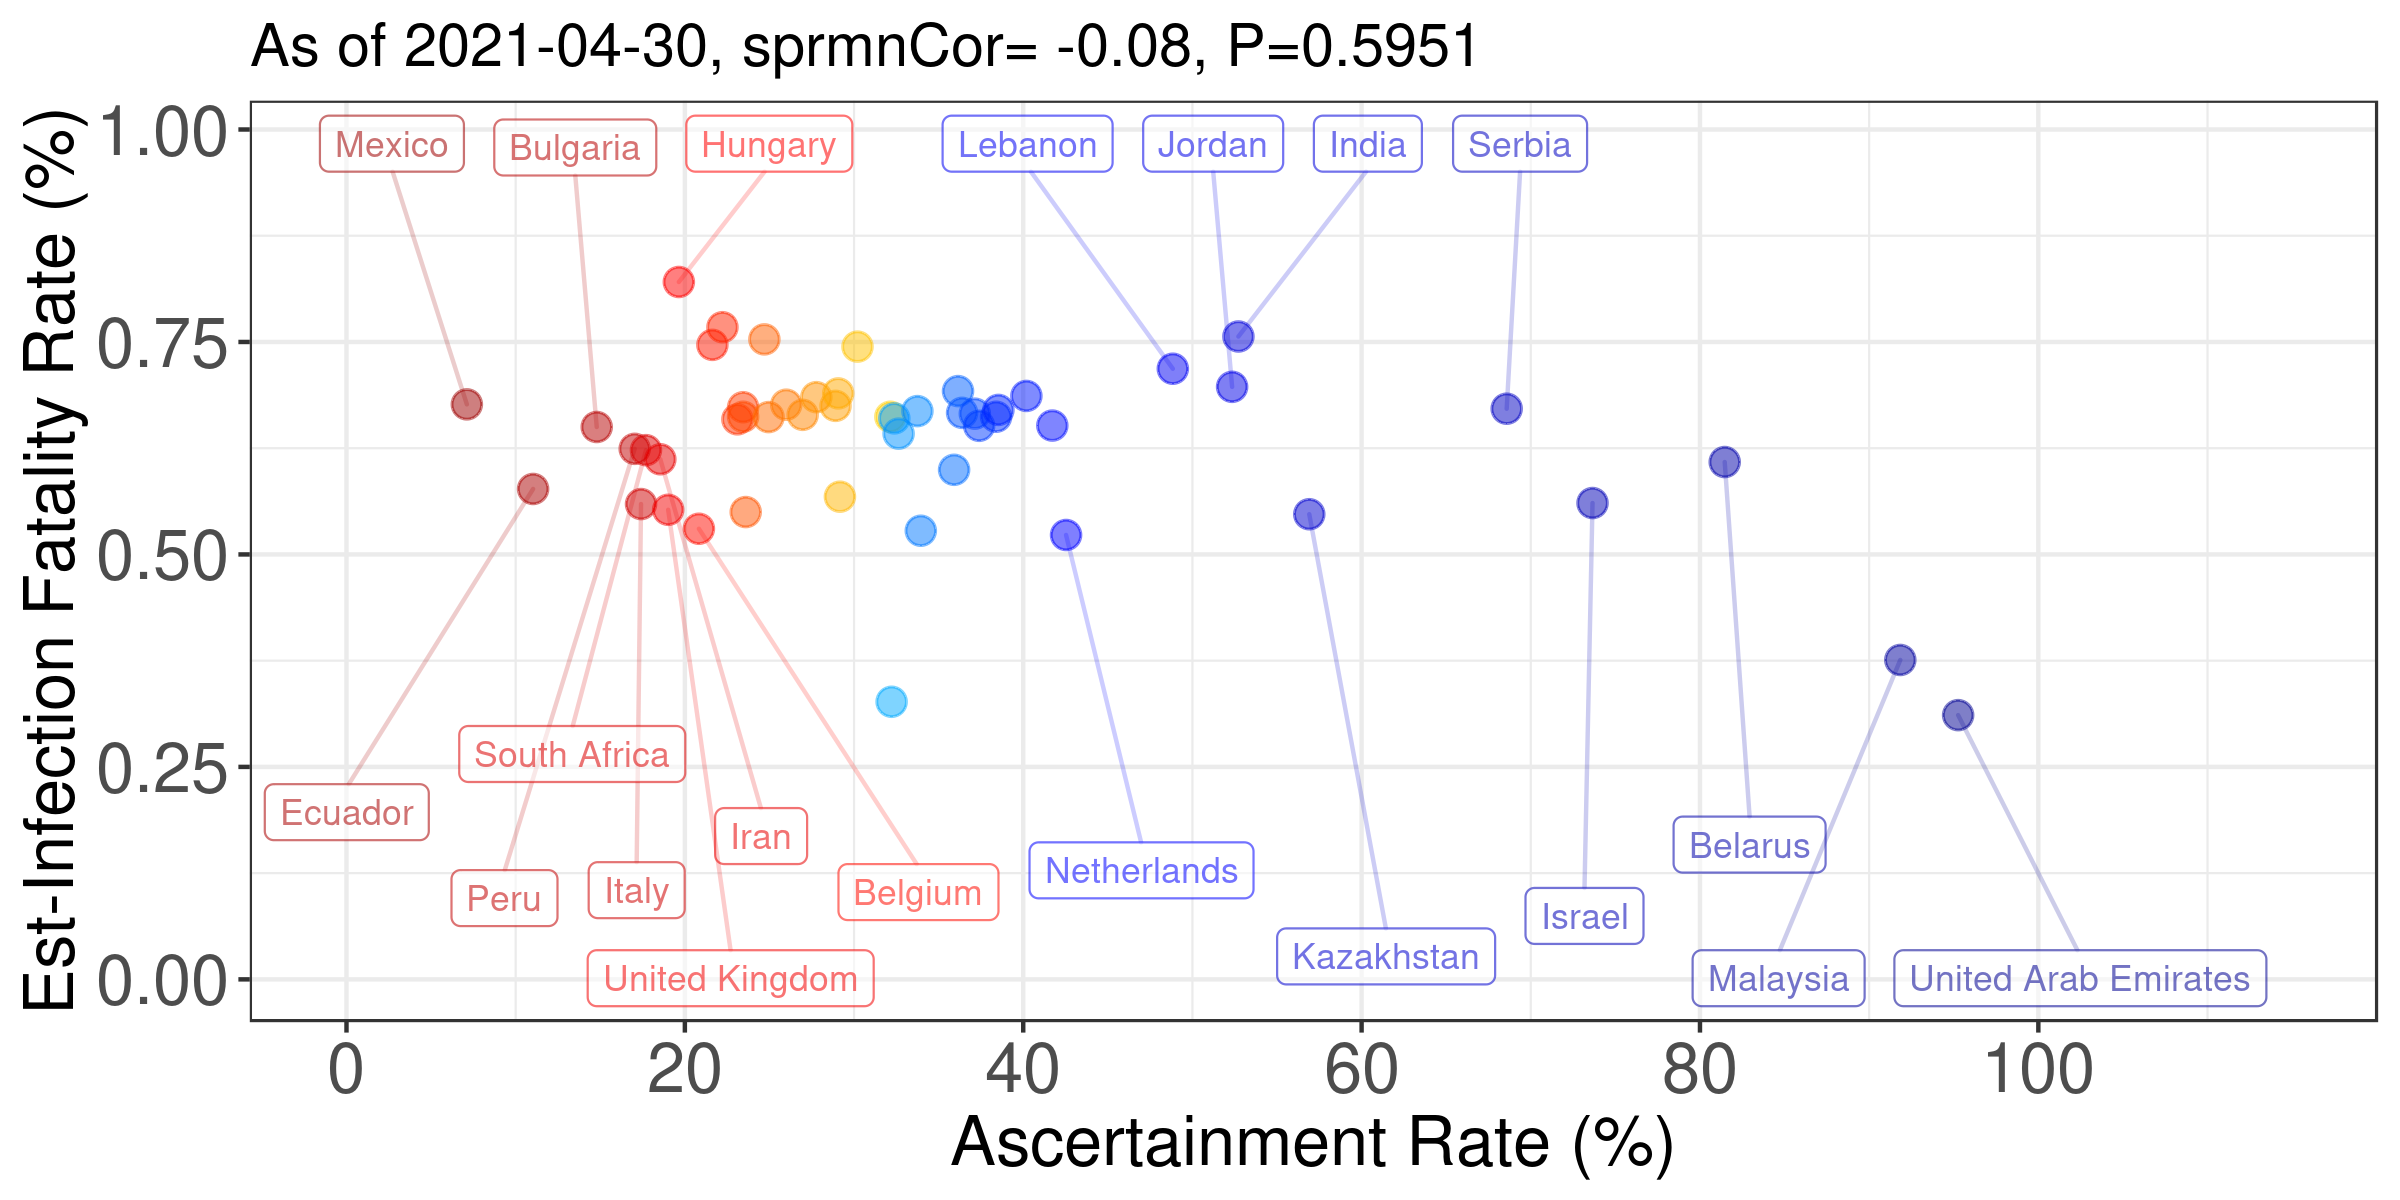 As of 2021-04-30, sprmnCor= -0.08, P=0.5951
Est-Infection Fatality Rate (%)
1.00
0.75
0.50
0.25
0.00
Mexico
Bulgaria
Hungary
Lebanon
Jordan
India
Serbia
South Africa
Ecuador
Iran
Belarus
Netherlands
Peru
Italy
Belgium
Israel
Kazakhstan
United Kingdom
Malaysia
United Arab Emirates
0 20 40 60 80 100
Ascertainment Rate (%)